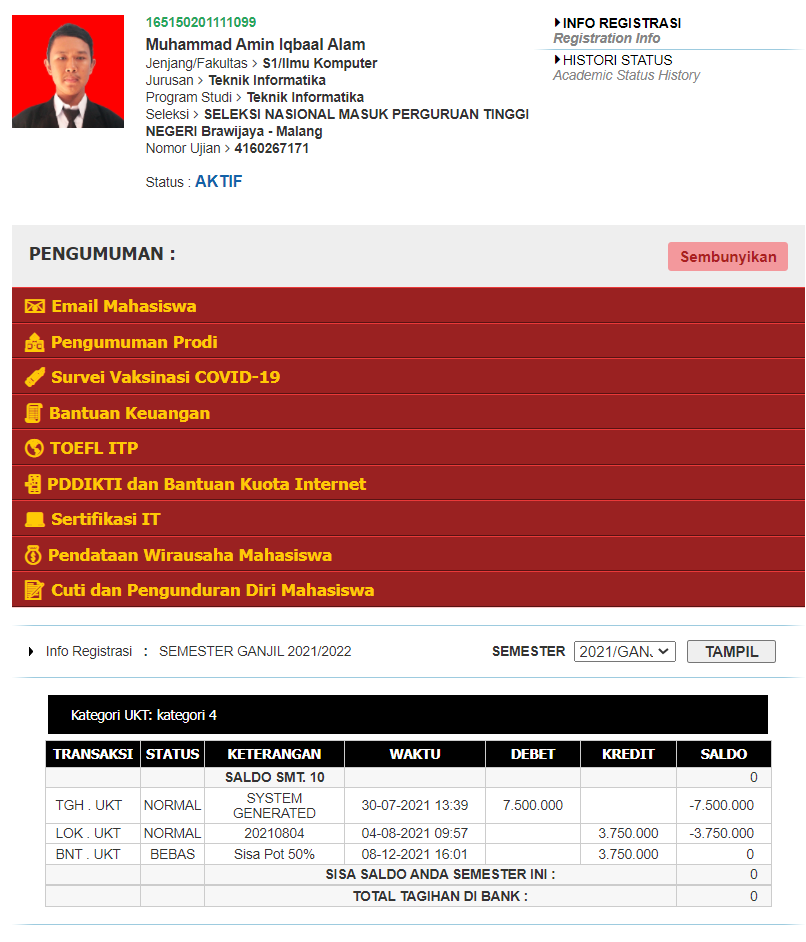 165150201111099
Muhammad Amin Iqbaal Alam
Jenjang/Fakultas > S1/Ilmu Komputer
Jurusan > Teknik Informatika
Program Studi > Teknik Informatika
Seleksi > SELEKSI NASIONAL MASUK PERGURUAN TINGGI
NEGERI Brawijaya - Malang
Nomor Ujian > 4160267171
Status : AKTIF
INFO REGISTRASI
Registration Info
HISTORI STATUS
Academic Status History
PENGUMUMAN :
Sembunyikan
Email Mahasiswa
Pengumuman Prodi
Survei Vaksinasi COVID-19
Bantuan Keuangan
TOEFL ITP
PDDIKTI dan Bantuan Kuota Internet
Sertifikasi IT
Pendataan Wirausaha Mahasiswa
Cuti dan Pengunduran Diri Mahasiswa
Info Registrasi : SEMESTER GANJIL 2021/2022 SEMESTER 2021/GANJ TAMPIL
Kategori UKT: kategori 4
TRANSAKSI STATUS KETERANGAN WAKTU DEBET KREDIT SALDO
SALDO SMT. 10 0
TGH . UKT NORMAL SYSTEM GENERATED 30-07-2021 13:39 7.500.000 -7.500.000
LOK . UKT NORMAL 20210804 04-08-2021 09:57 3.750.000 -3.750.000
BNT . UKT BEBAS Sisa Pot 50% 08-12-2021 16:01 3.750.000 0
SISA SALDO ANDA SEMESTER INI : 0
TOTAL TAGIHAN DI BANK : 0